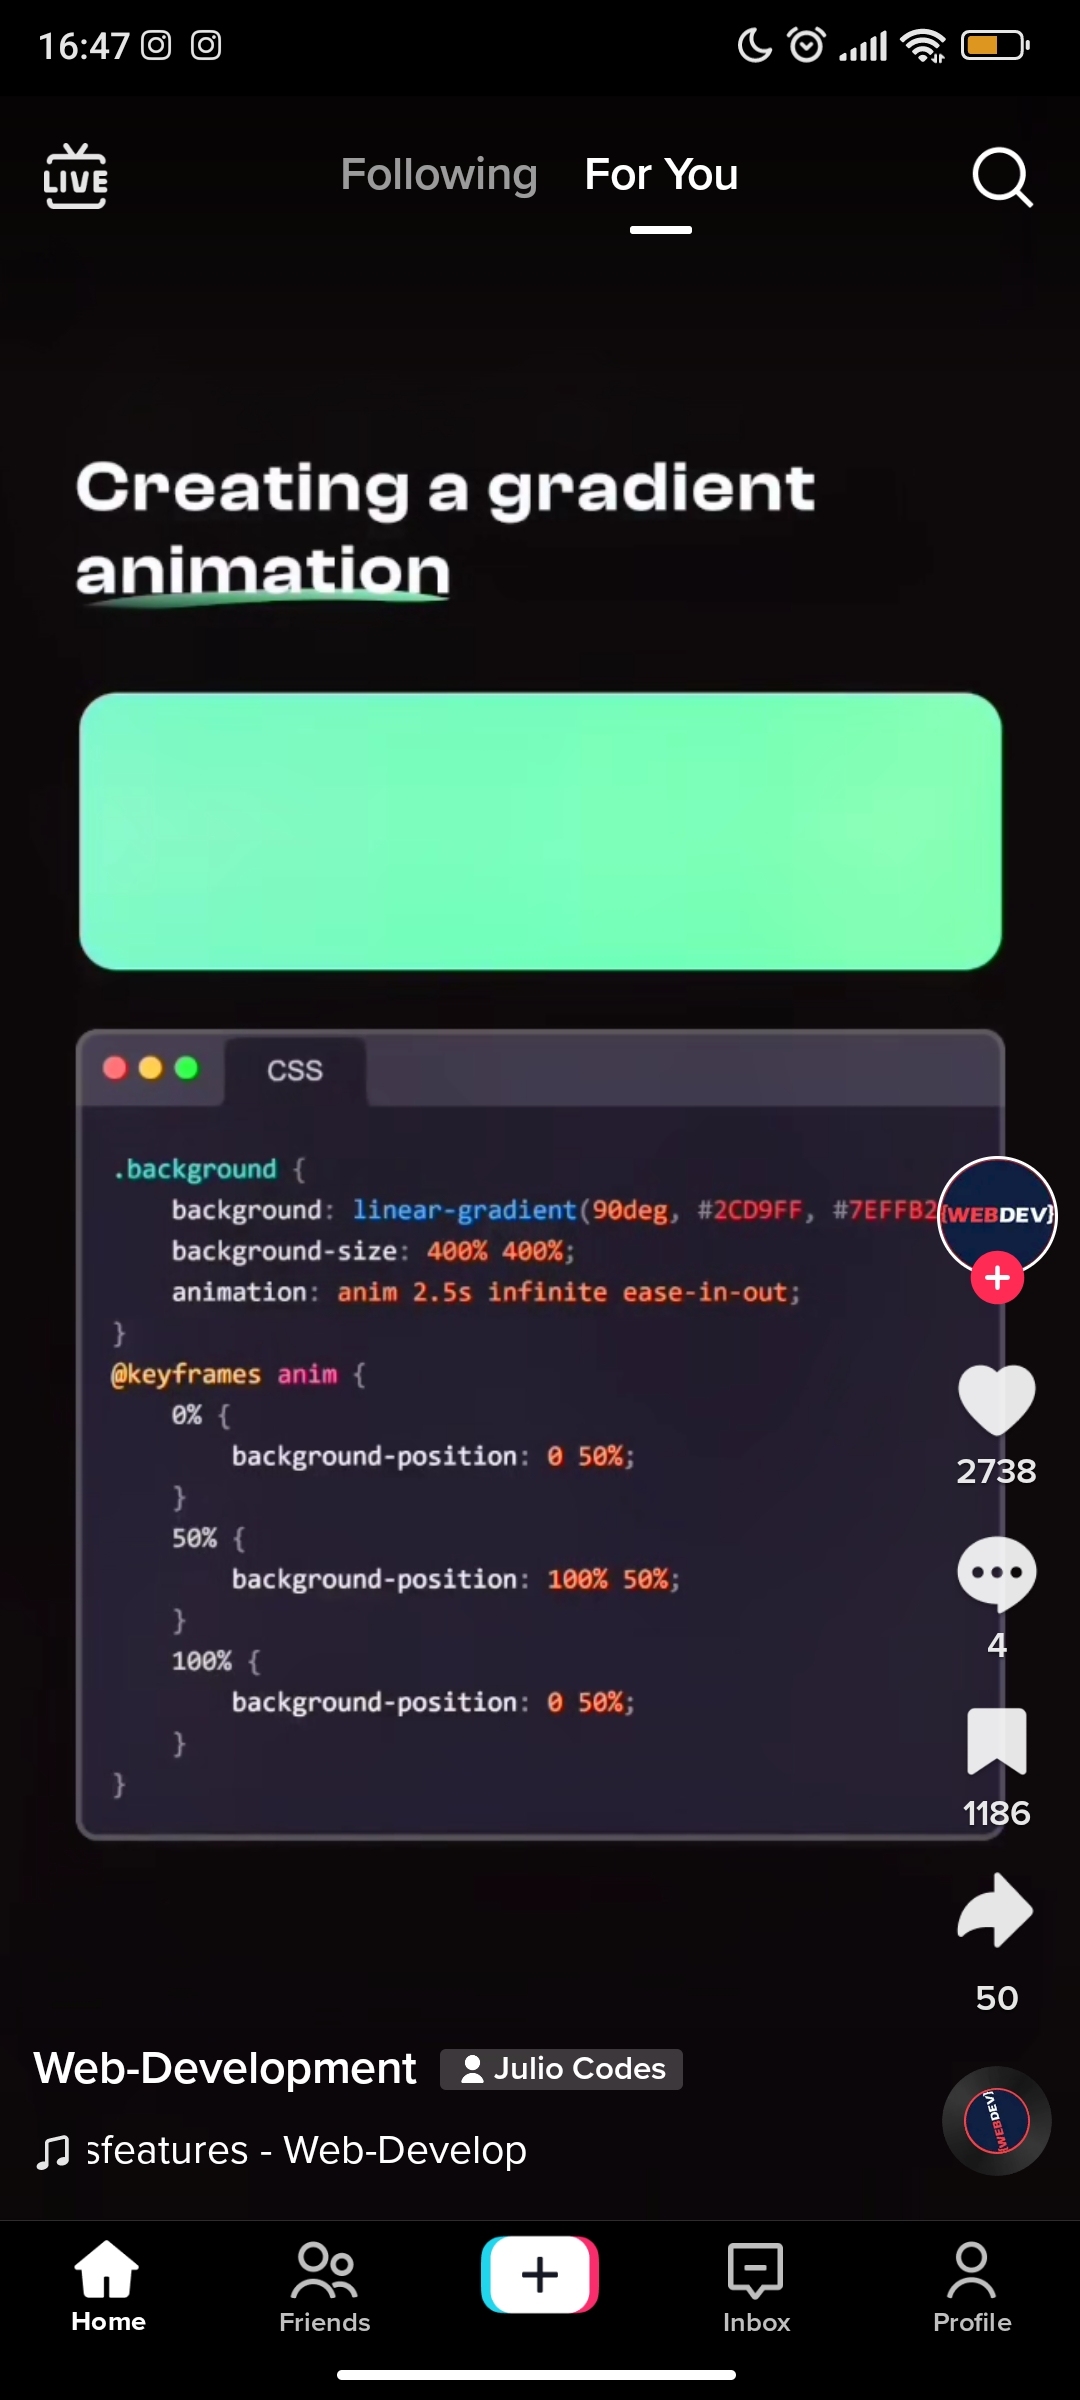 16:47
LIVE
Following For You
Creating a gradient
animation
CSS
.background {
background: linear-gradient(90deg, #2CD9FF, #7EFFB2
background-size: 400% 400%;
animation: anim 2.5s infinite ease-in-out;
}
@keyframes anim {
0% {
background-position: 0 50%;
}
50% {
background-position: 100% 50%;
}
100% {
background-position: 0 50%;
}
}
{WEBDEV}
2738
4
1186
50
Web-Development Julio Codes
sfeatures - Web-Develop
{WEBDEV}
{WEBDEV}
Home Friends Inbox Profile